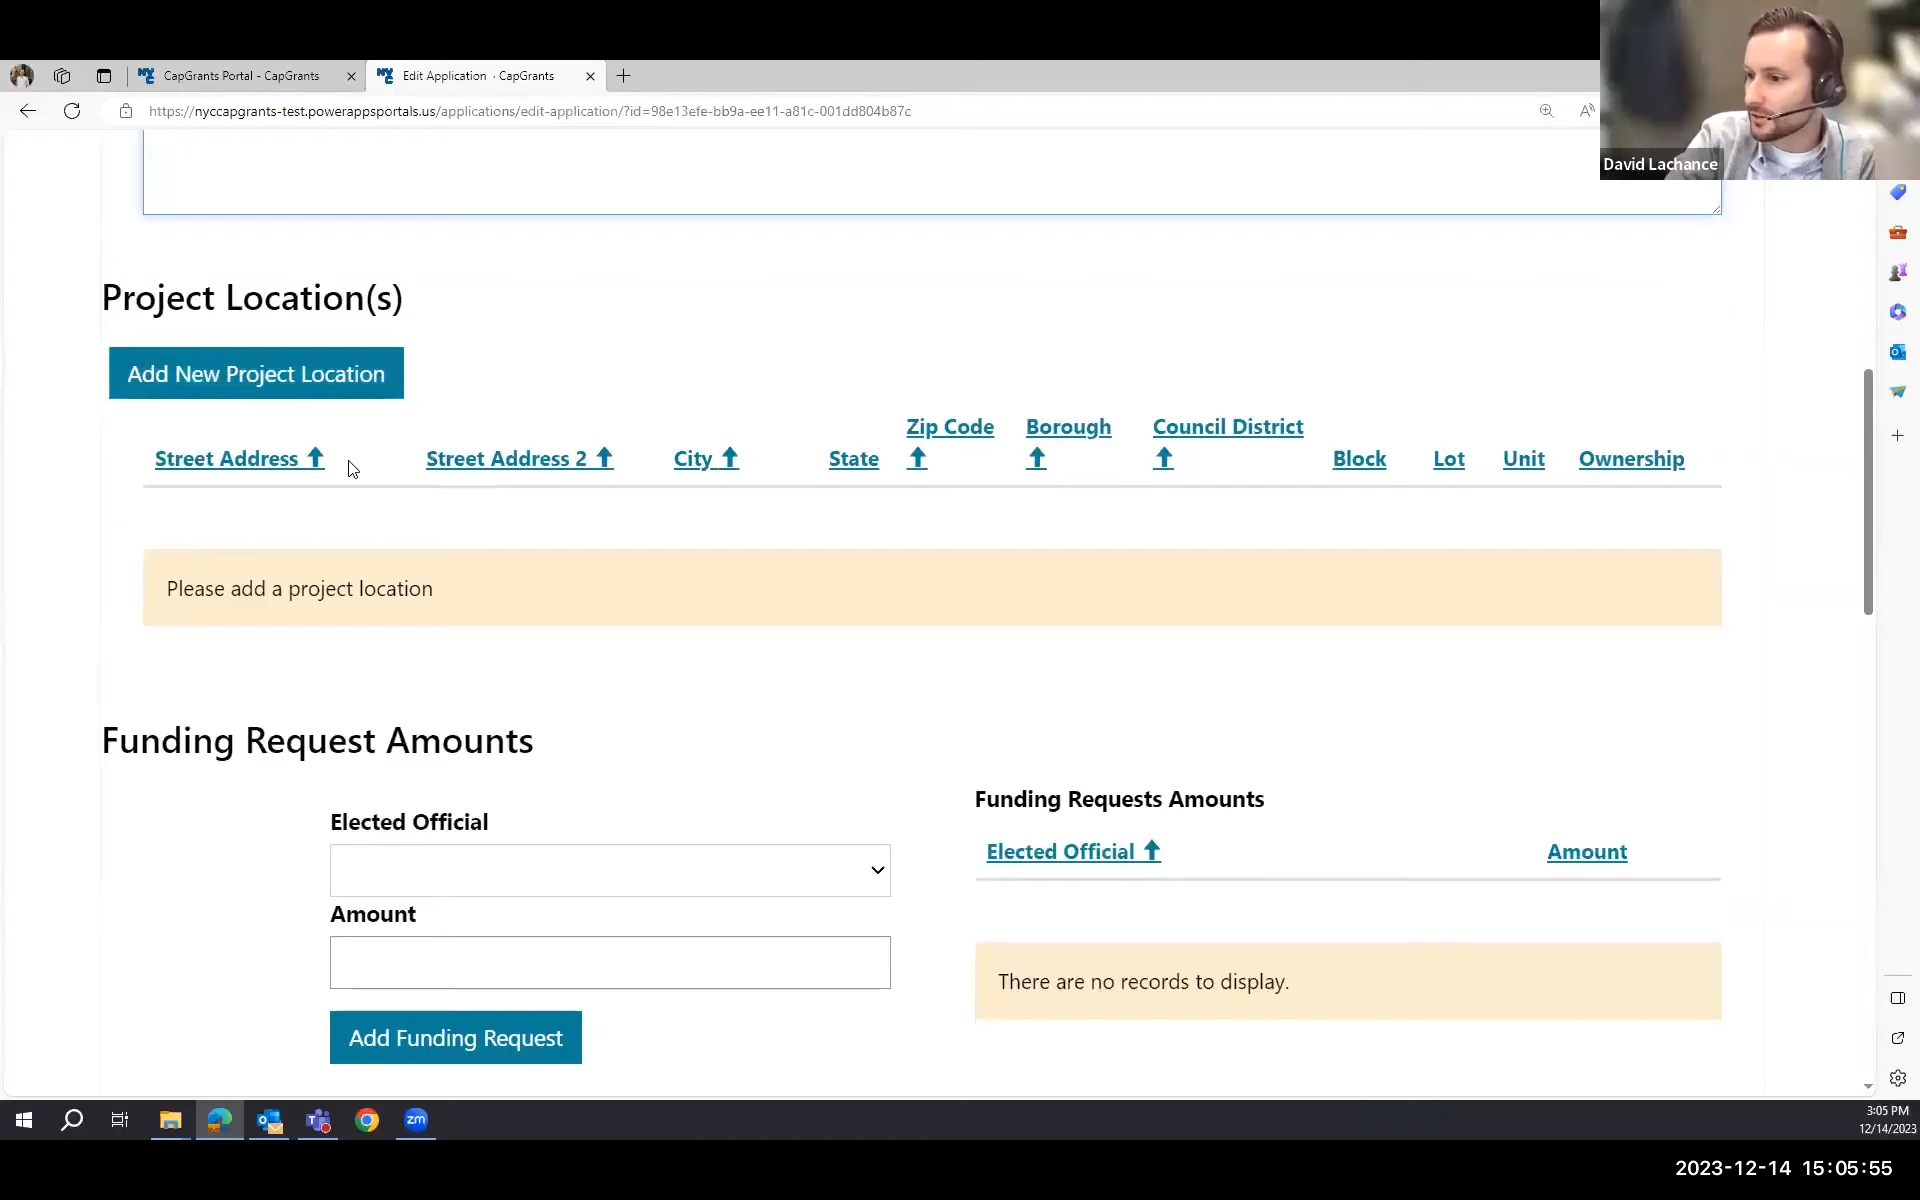 CapGrants Portal - CapGrants
Edit Application · CapGrants
https://nyccapgrants-test.powerappsportals.us/applications/edit-application/?id=98e13efe-bb9a-ee11-a81c-001dd804b87c
David Lachance
Project Location(s)
Add New Project Location
Street Address
Street Address 2
City
State
Zip Code
Borough
Council District
Block
Lot
Unit
Ownership
Please add a project location
Funding Request Amounts
Elected Official
Amount
Add Funding Request
Funding Requests Amounts
Elected Official
Amount
There are no records to display.
zm
3:05 PM
12/14/2023
2023-12-14 15:05:55